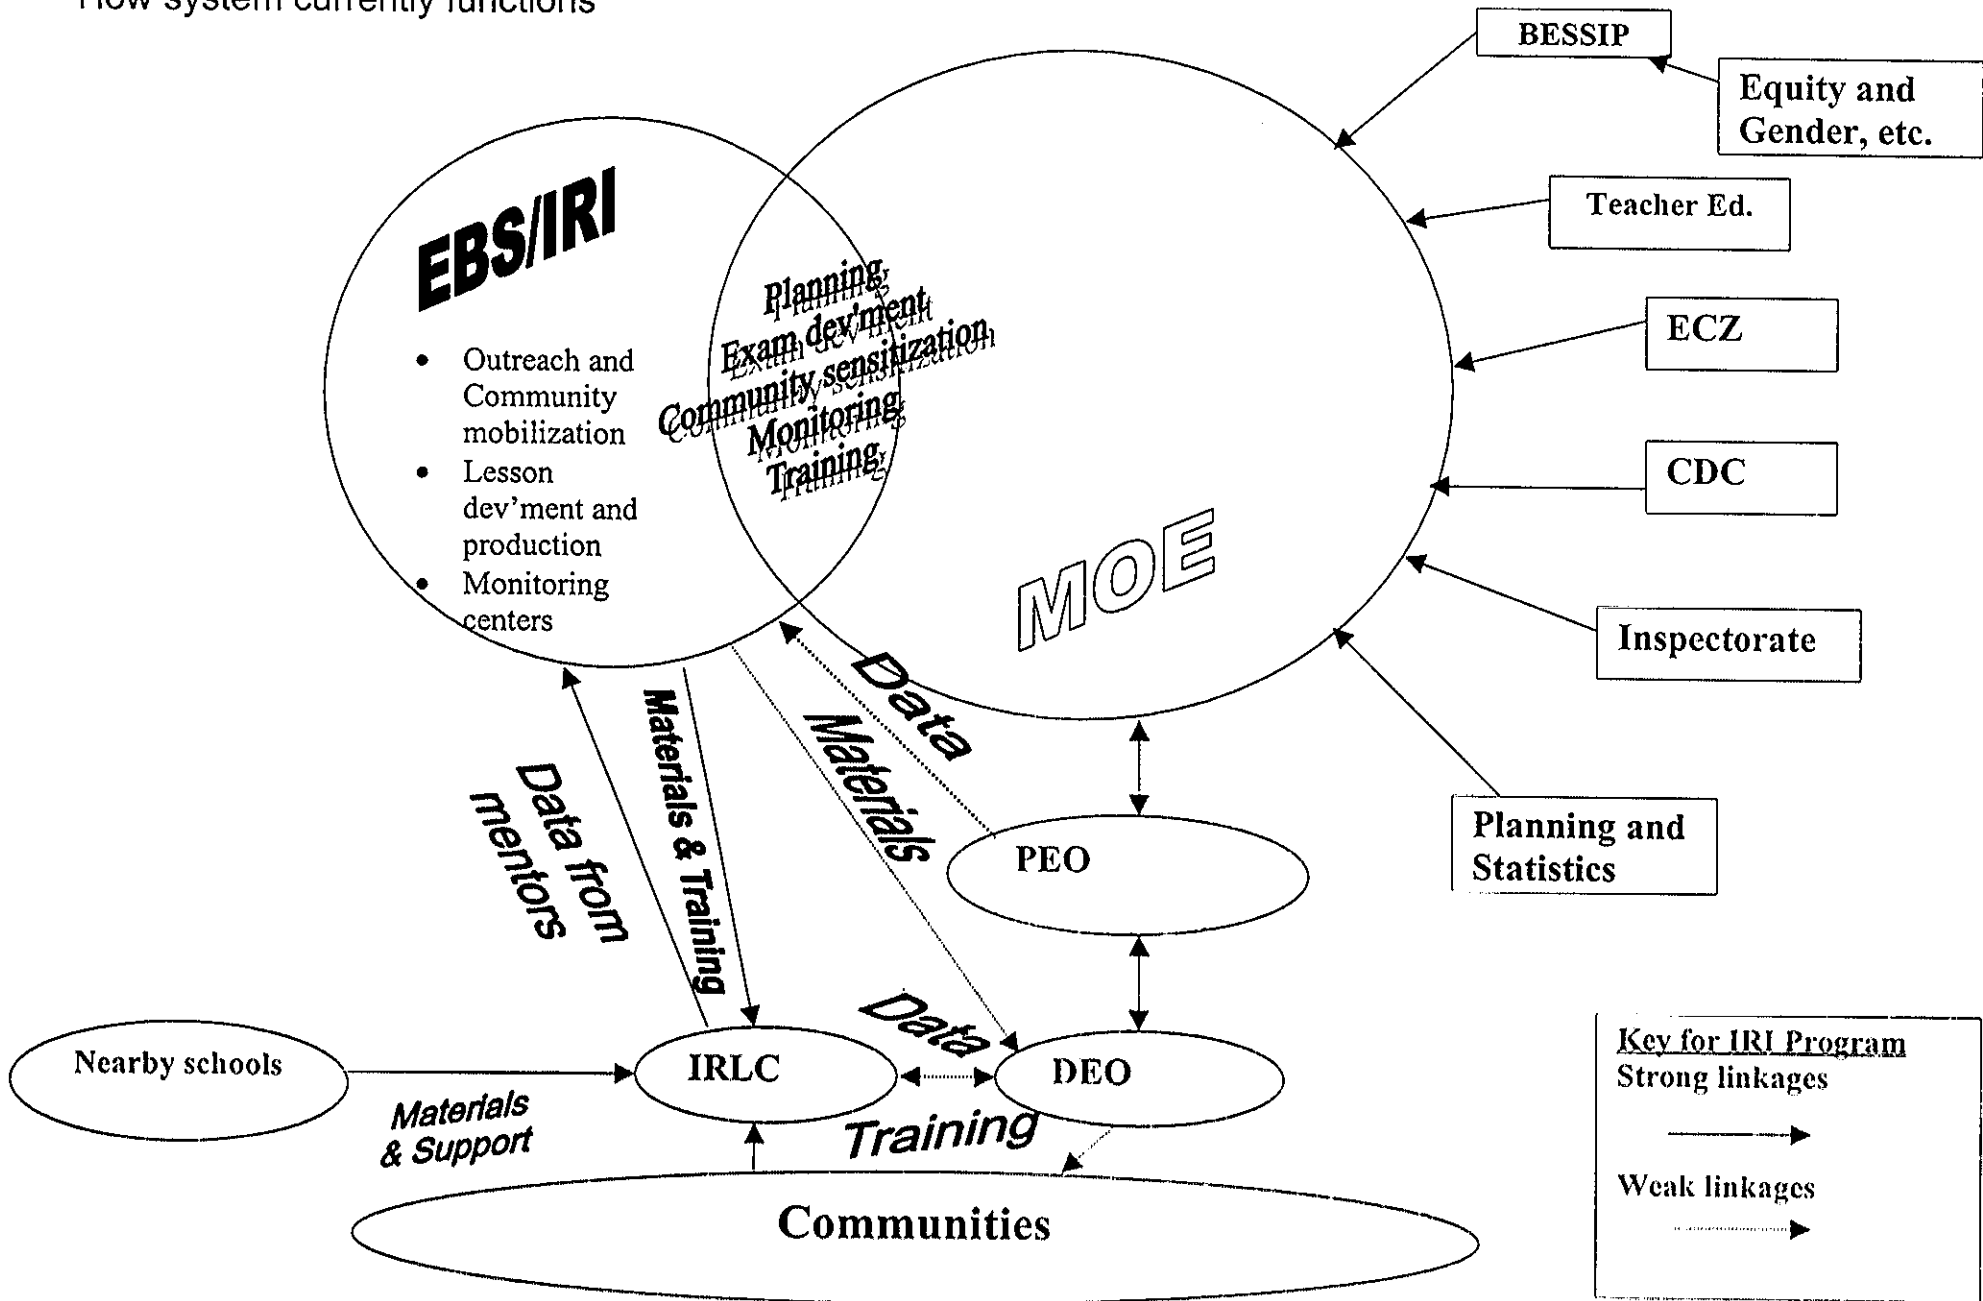 How system currently functions
BESSIP
Equity and
Gender, etc.
Teacher Ed.
ECZ
CDC
Inspectorate
Planning and
Statistics
EBS/IRI
• Outreach and
Community
mobilization
• Lesson
dev'ment and
production
• Monitoring
centers
Planning
Exam dev'ment
Community sensitization
Monitoring
Training
MOE
Data from
mentors
Materials & Training
Materials
Data
PEO
Nearby schools
Materials
& Support
IRLC
Data
DEO
Training
Communities
Key for IRI Program
Strong linkages
Weak linkages